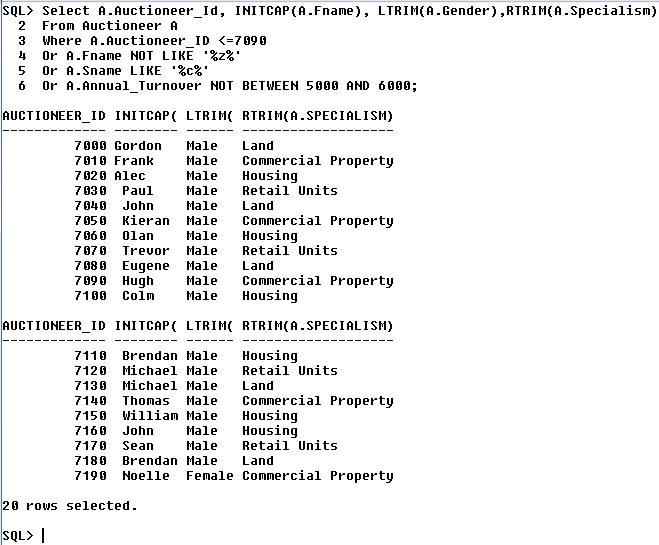 SQL> Select A.Auctioneer_Id, INITCAP(A.Fname), LTRIM(A.Gender),RTRIM(A.Specialism)
2 From Auctioneer A
3 Where A.Auctioneer_ID <=7090
4 Or A.Fname NOT LIKE '%z%'
5 Or A.Sname LIKE '%c%'
6 Or A.Annual_Turnover NOT BETWEEN 5000 AND 6000;
AUCTIONEER_ID INITCAP( LTRIM( RTRIM(A.SPECIALISM)
------------- -------- ------ -------------------
7000 Gordon Male Land
7010 Frank Male Commercial Property
7020 Alec Male Housing
7030 Paul Male Retail Units
7040 John Male Land
7050 Kieran Male Commercial Property
7060 Olan Male Housing
7070 Trevor Male Retail Units
7080 Eugene Male Land
7090 Hugh Male Commercial Property
7100 Colm Male Housing
AUCTIONEER_ID INITCAP( LTRIM( RTRIM(A.SPECIALISM)
------------- -------- ------ -------------------
7110 Brendan Male Housing
7120 Michael Male Retail Units
7130 Michael Male Land
7140 Thomas Male Commercial Property
7150 William Male Housing
7160 John Male Housing
7170 Sean Male Retail Units
7180 Brendan Male Land
7190 Noelle Female Commercial Property
20 rows selected.
SQL>